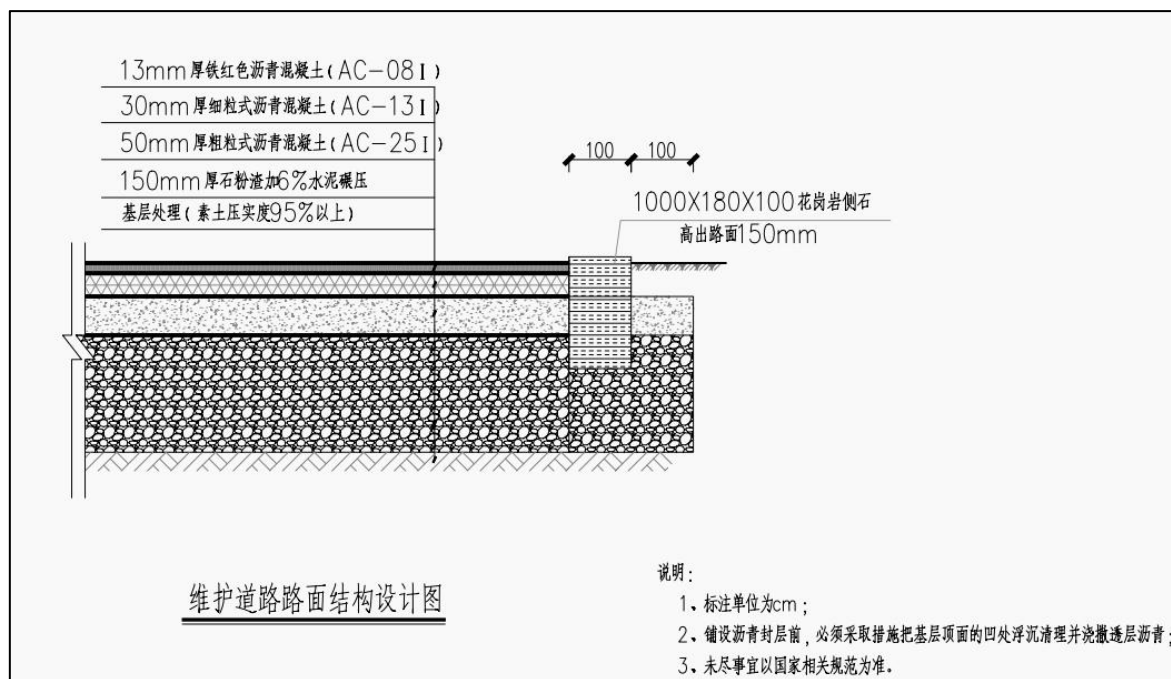 13mm厚铁红色沥青混凝土(AC-08I)
30mm厚细粒式沥青混凝土(AC-13I)
50mm厚粗粒式沥青混凝土(AC-25I)
150mm厚石粉渣加6%水泥碾压
基层处理(素土压实度95%以上)
100 100
1000X180X100花岗岩侧石
高出路面150mm
维护道路路面结构设计图
说明:
1、标注单位为cm;
2、铺设沥青封层前,必须采取措施把基层顶面的凹处浮沉清理并浇撒透层沥青;
3、未尽事宜以国家相关规范为准。